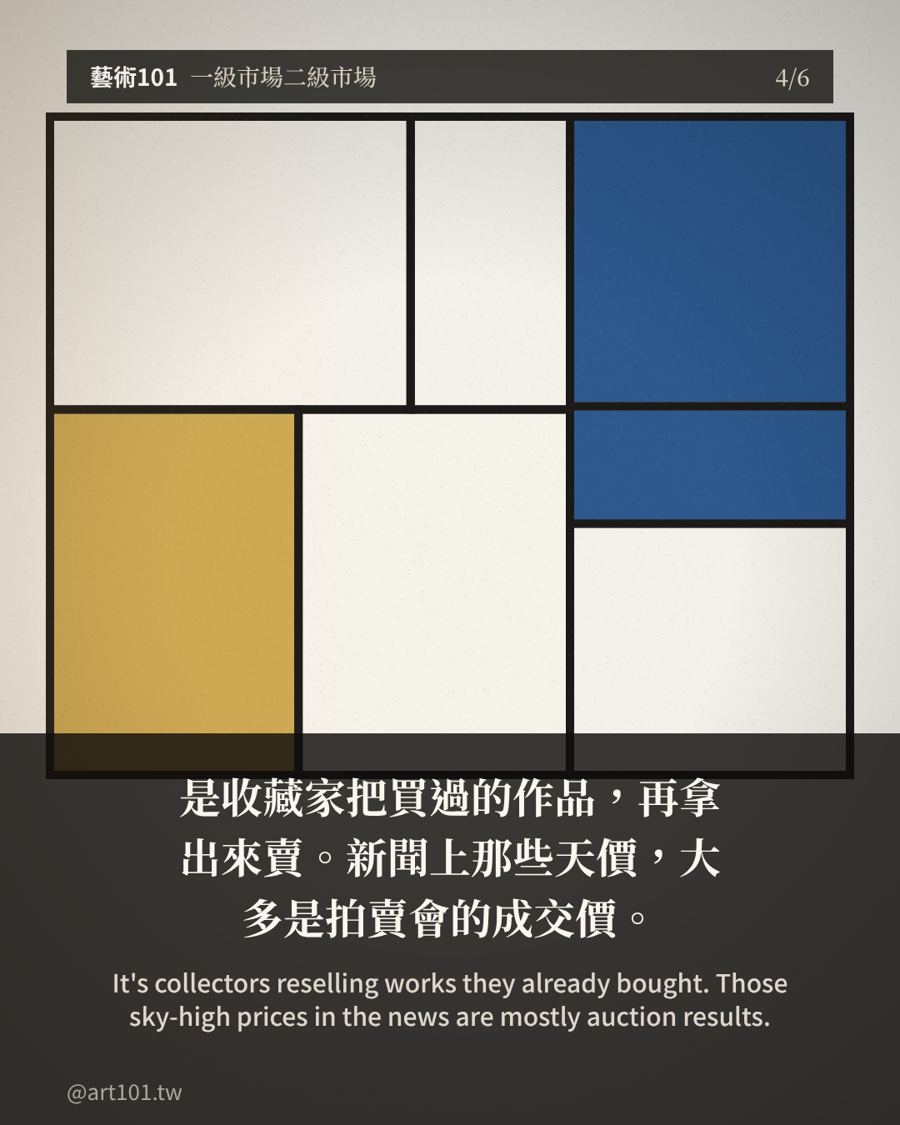 藝術101 一級市場二級市場 4/6
是收藏家把買過的作品，再拿
出來賣。新聞上那些天價，大
多是拍賣會的成交價。
It's collectors reselling works they already bought. Those
sky-high prices in the news are mostly auction results.
@art101.tw